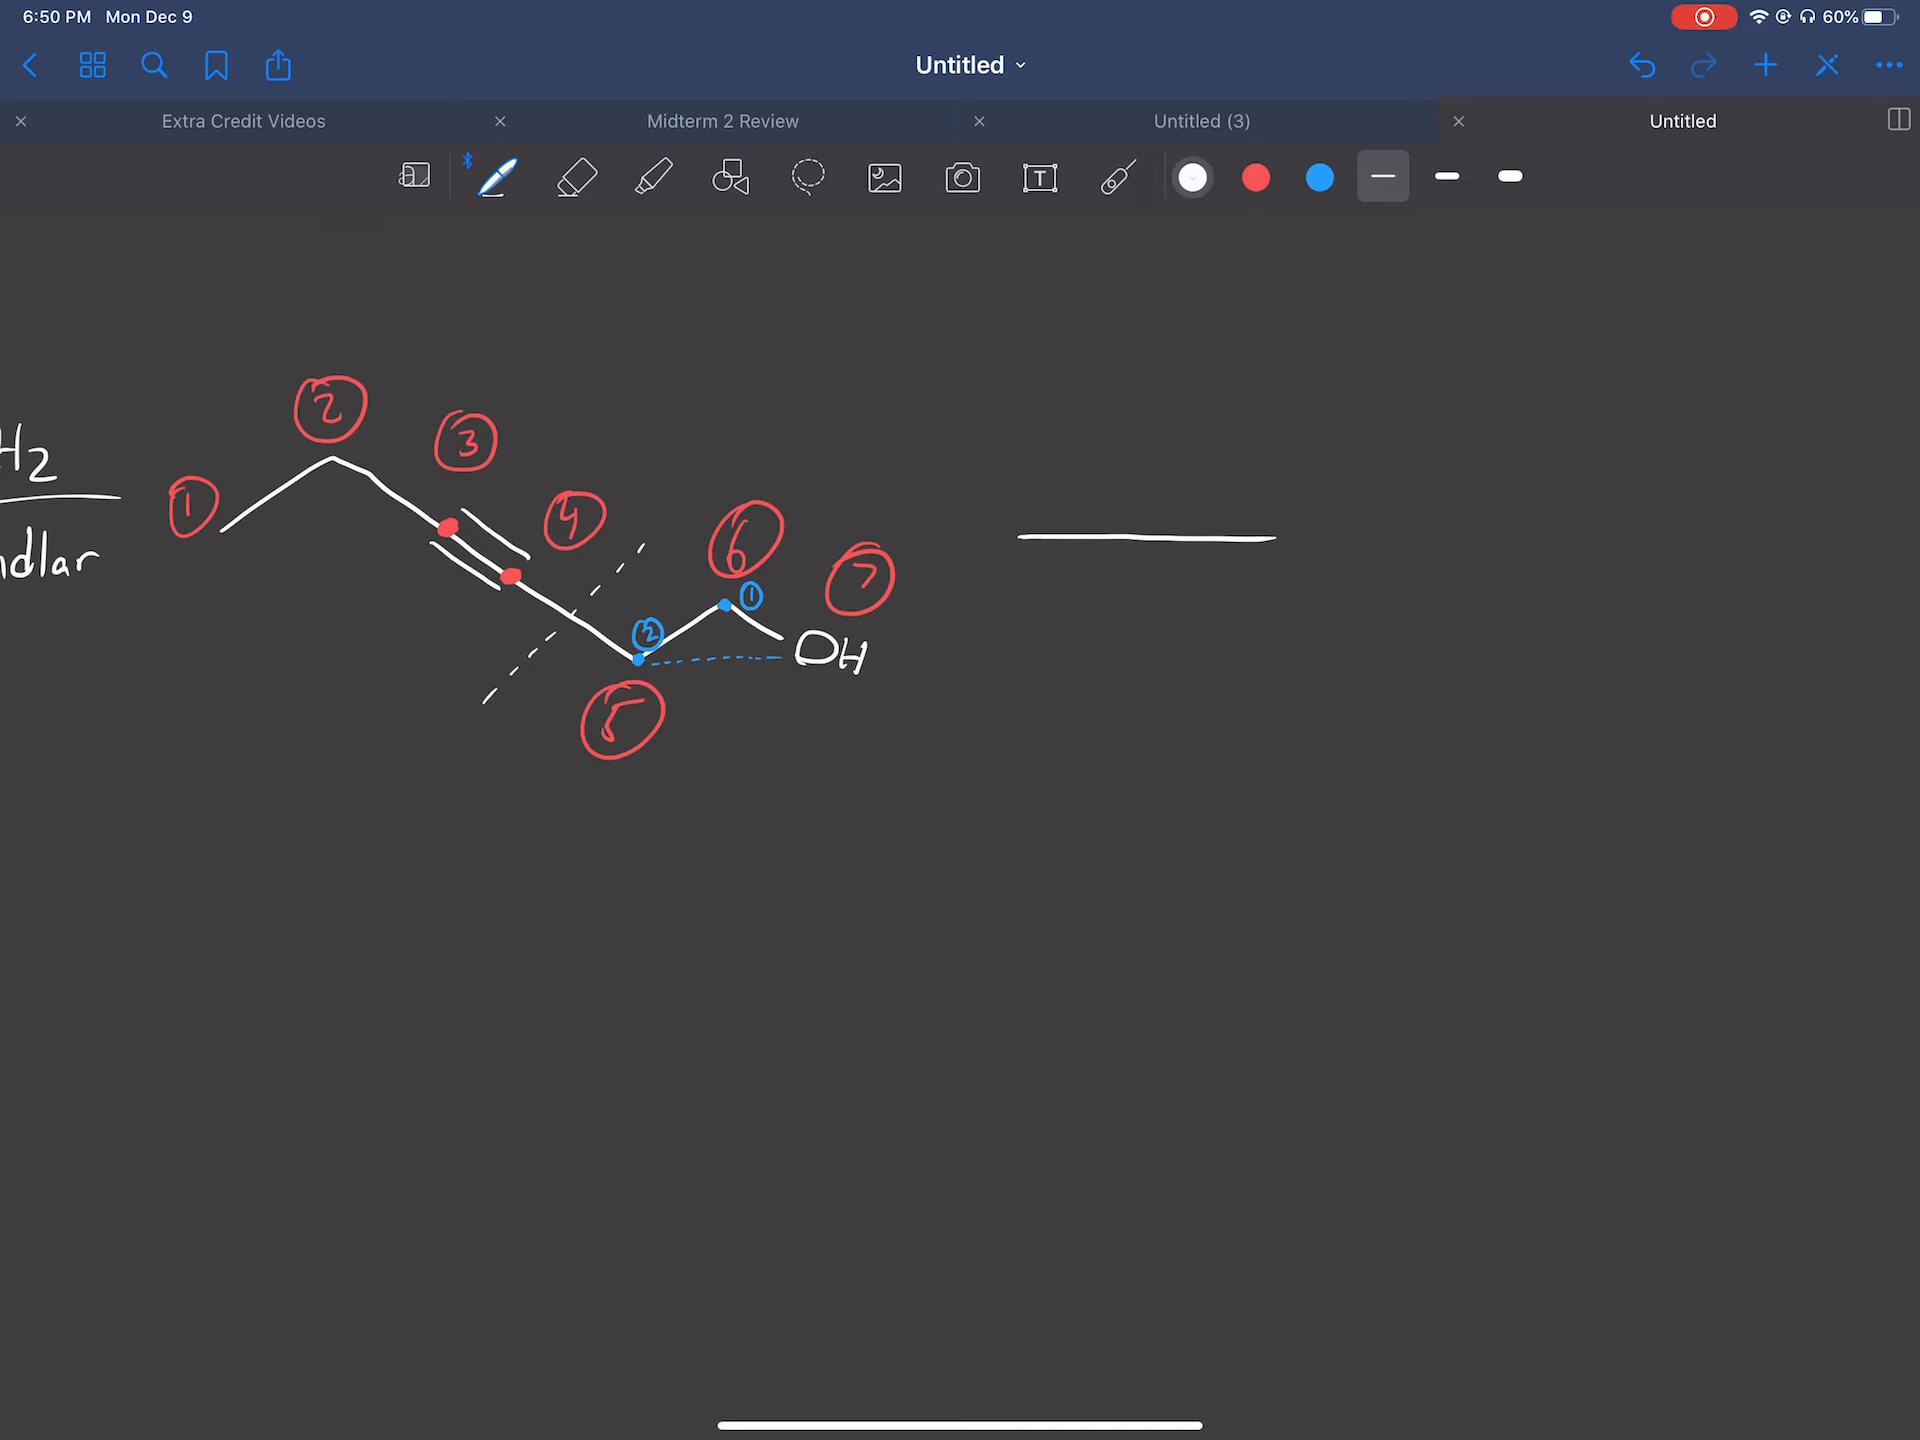 6:50 PM Mon Dec 9
60%
Untitled
Extra Credit Videos
Midterm 2 Review
Untitled (3)
Untitled
T
2
3
H2
1
4
6
ndlar
7
1
2
OH
5